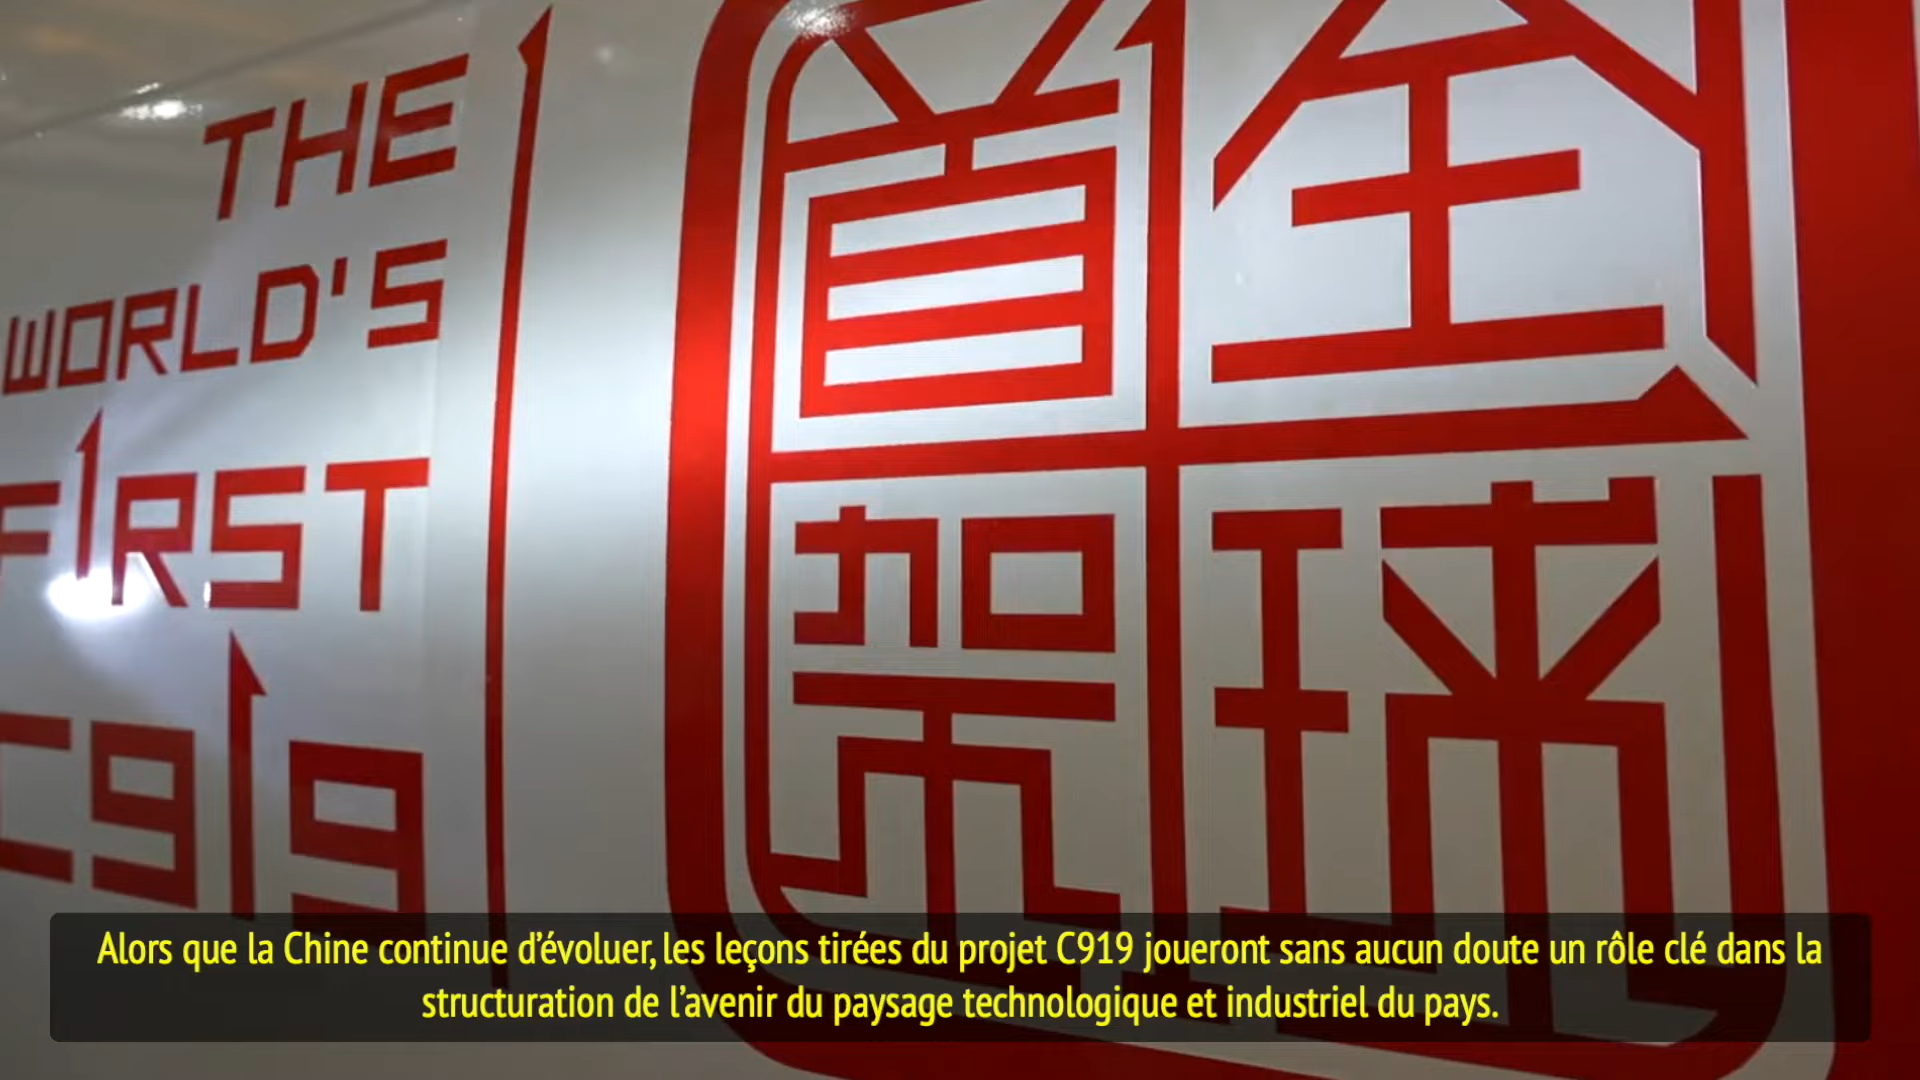 THE
WORLD'S
FIRST
C919
全球
首架
Alors que la Chine continue d’évoluer, les leçons tirées du projet C919 joueront sans aucun doute un rôle clé dans la
structuration de l’avenir du paysage technologique et industriel du pays.